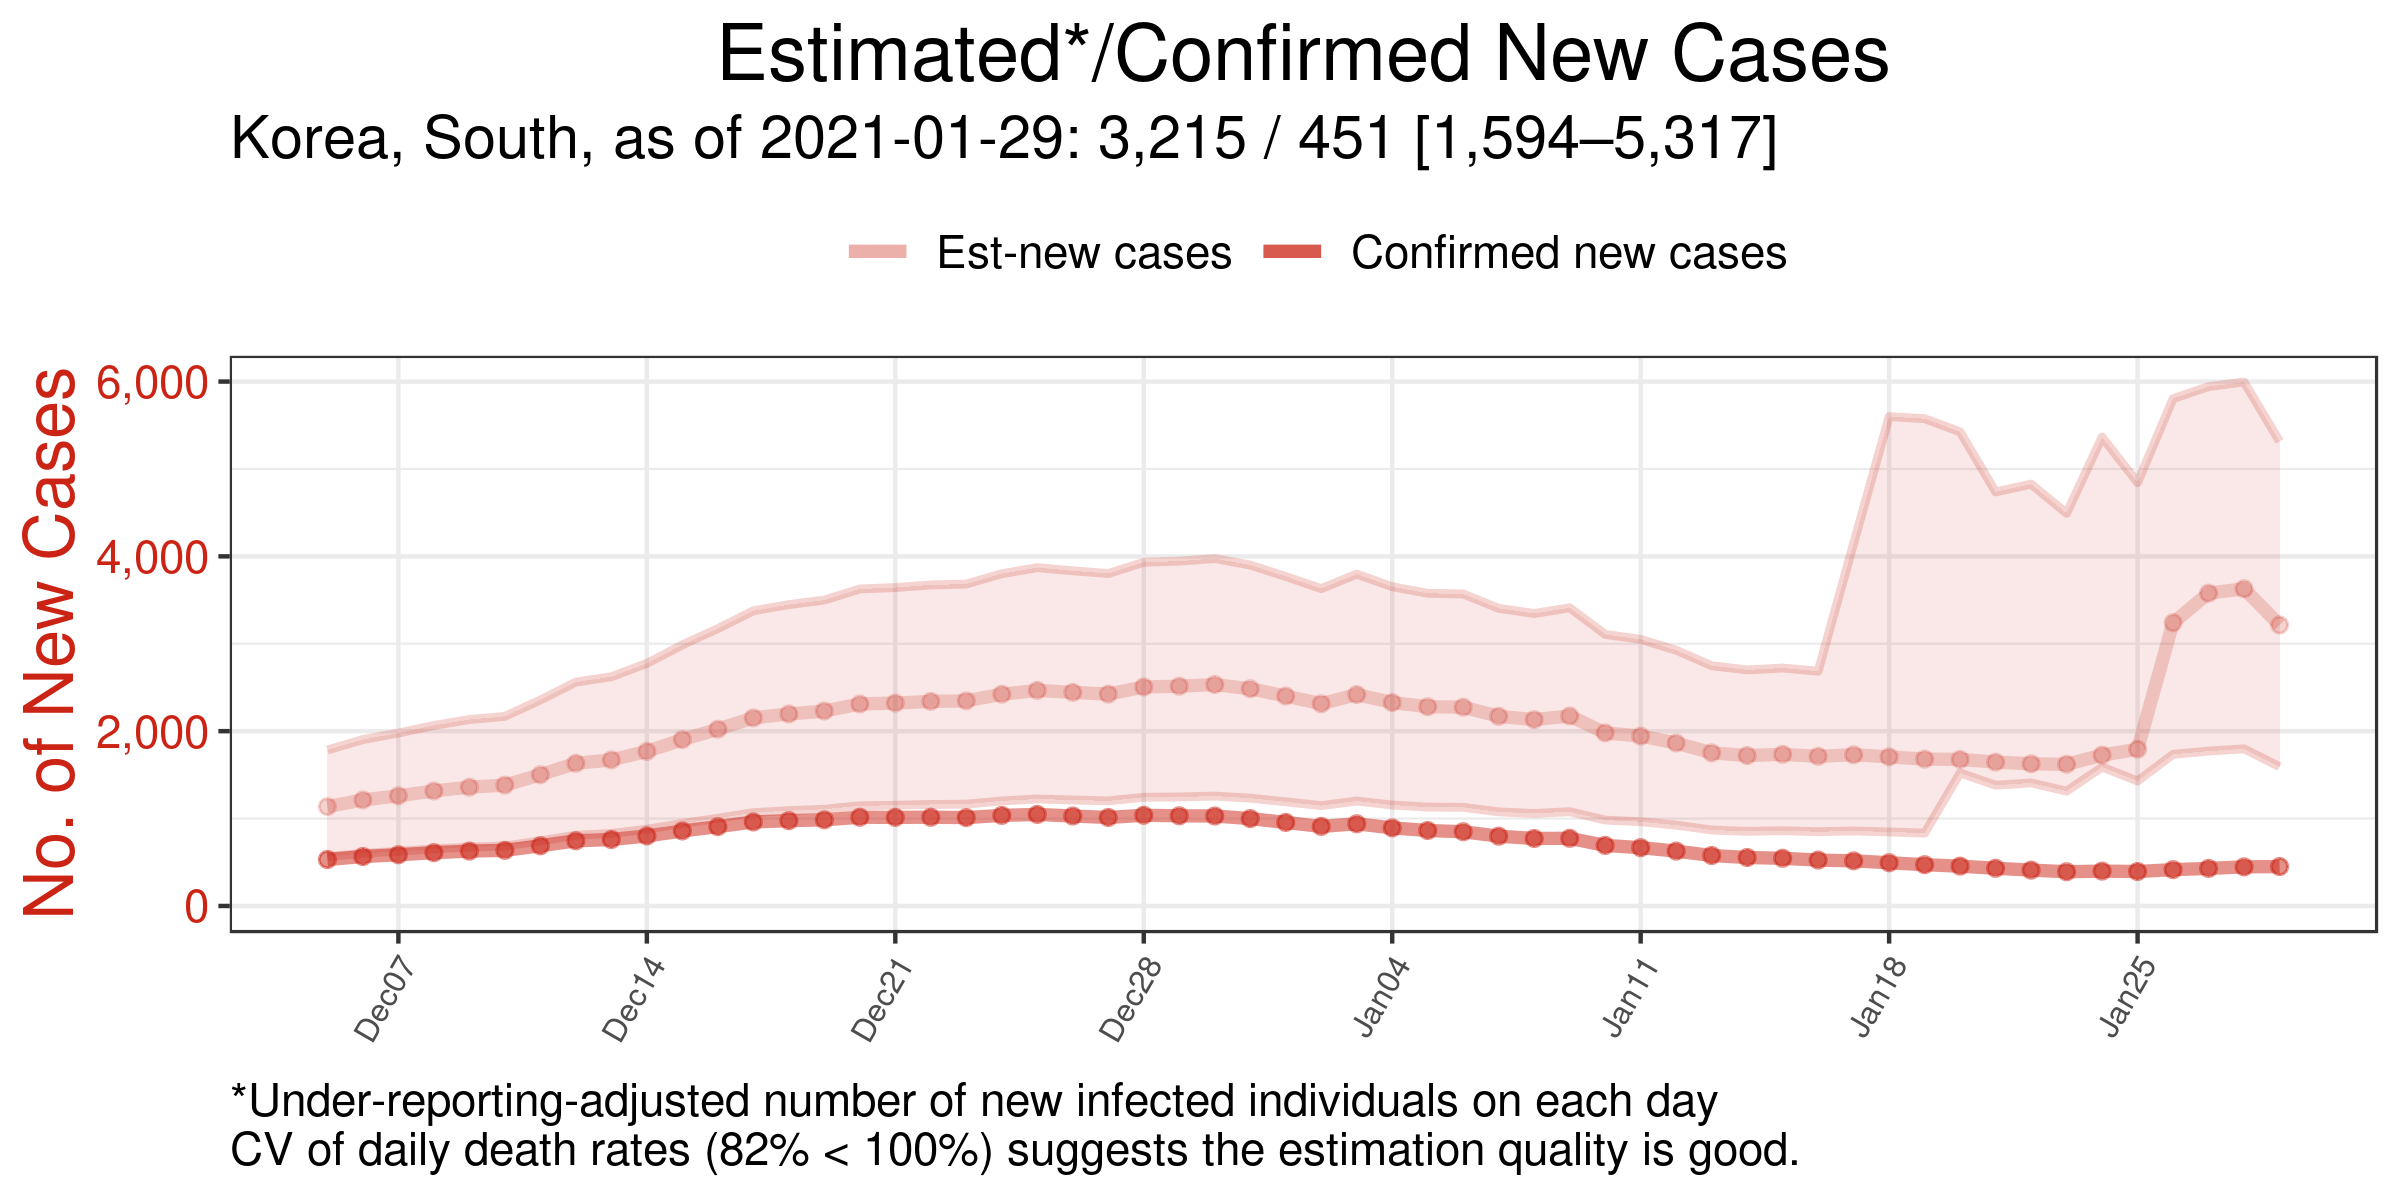 Estimated*/Confirmed New Cases
Korea, South, as of 2021-01-29: 3,215 / 451 [1,594–5,317]
Est-new cases Confirmed new cases
No. of New Cases
6,000
4,000
2,000
0
Dec07 Dec14 Dec21 Dec28 Jan04 Jan11 Jan18 Jan25
*Under-reporting-adjusted number of new infected individuals on each day
CV of daily death rates (82% < 100%) suggests the estimation quality is good.